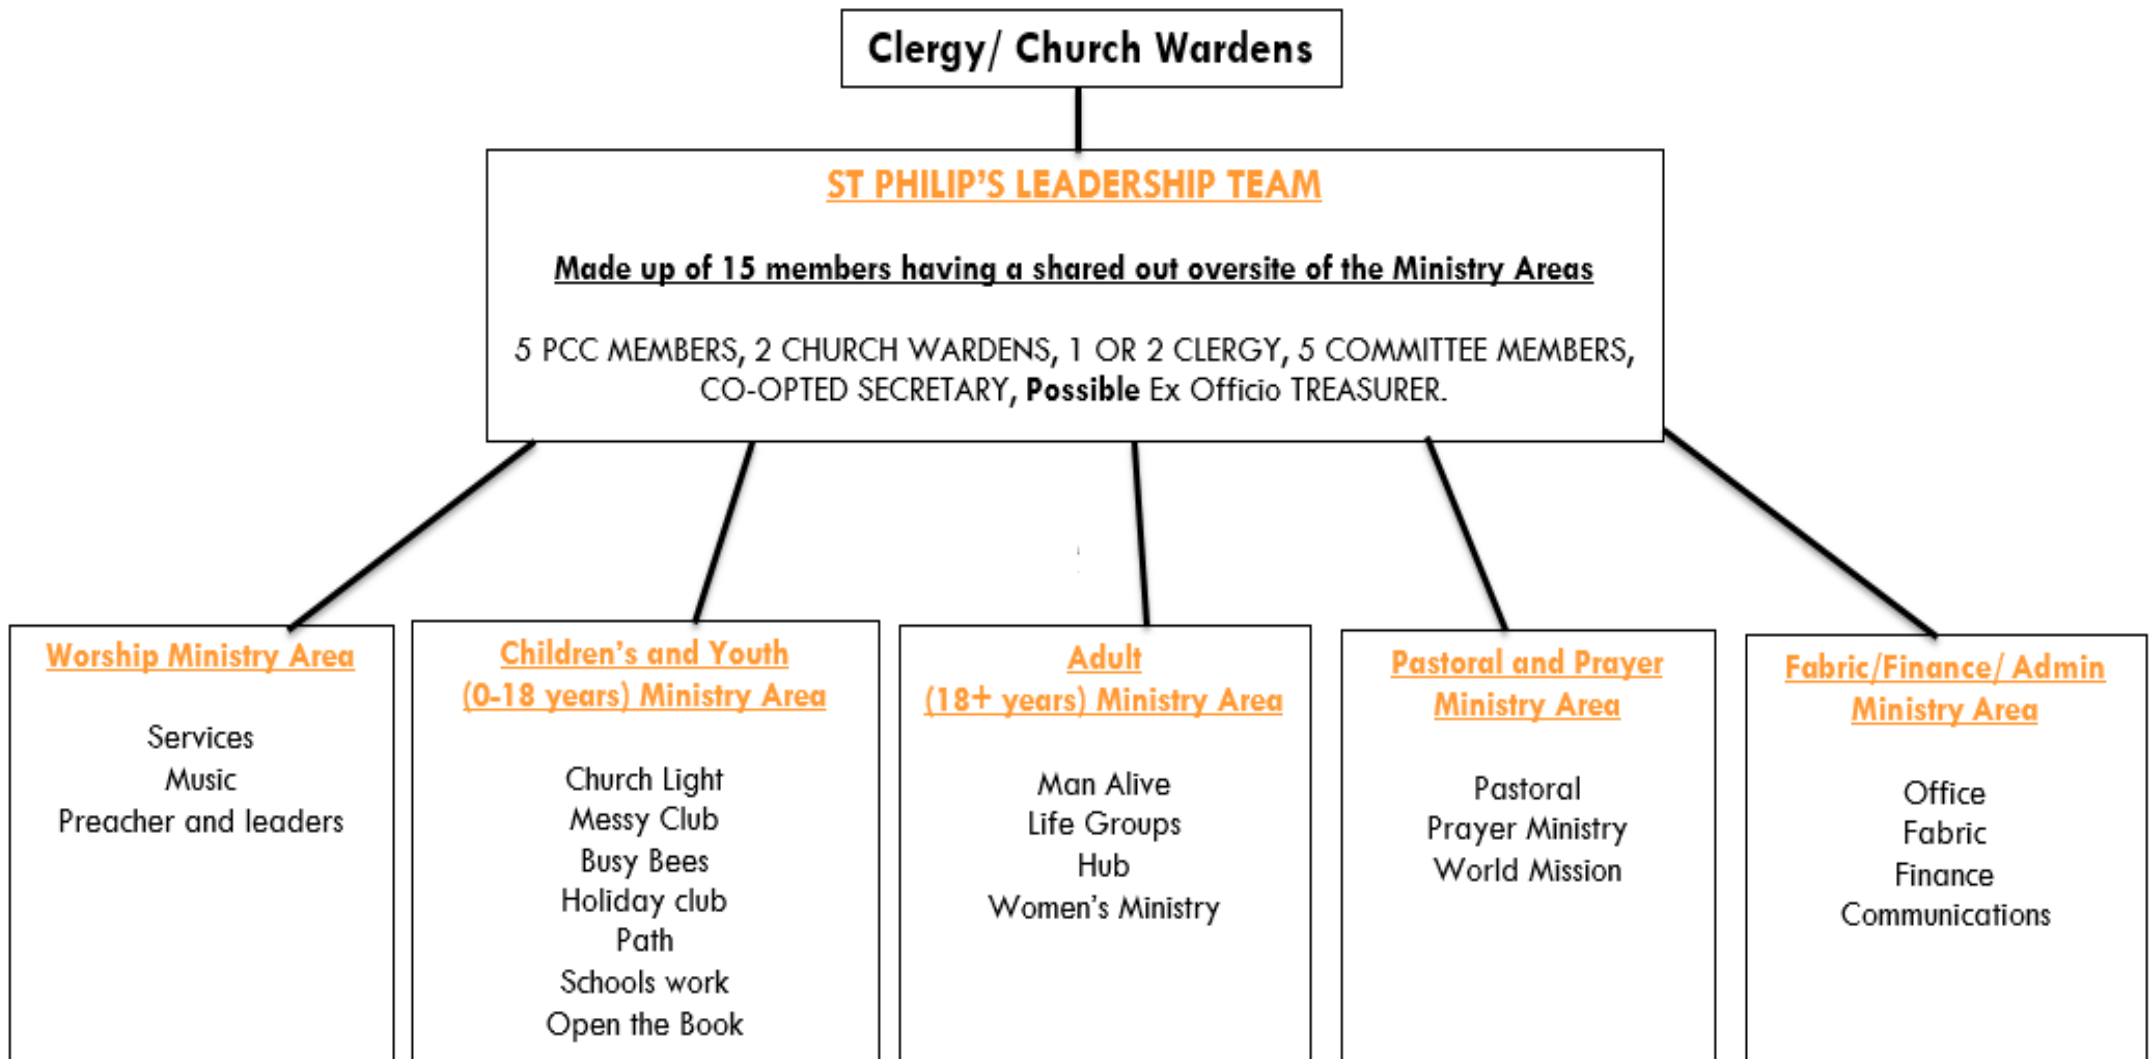 Clergy/ Church Wardens
ST PHILIP'S LEADERSHIP TEAM
Made up of 15 members having a shared out oversite of the Ministry Areas
5 PCC MEMBERS, 2 CHURCH WARDENS, 1 OR 2 CLERGY, 5 COMMITTEE MEMBERS,
CO-OPTED SECRETARY, Possible Ex Officio TREASURER.
Worship Ministry Area
Services
Music
Preacher and leaders
Children's and Youth
(0-18 years) Ministry Area
Church Light
Messy Club
Busy Bees
Holiday club
Path
Schools work
Open the Book
Adult
(18+ years) Ministry Area
Man Alive
Life Groups
Hub
Women's Ministry
Pastoral and Prayer
Ministry Area
Pastoral
Prayer Ministry
World Mission
Fabric/Finance/ Admin
Ministry Area
Office
Fabric
Finance
Communications